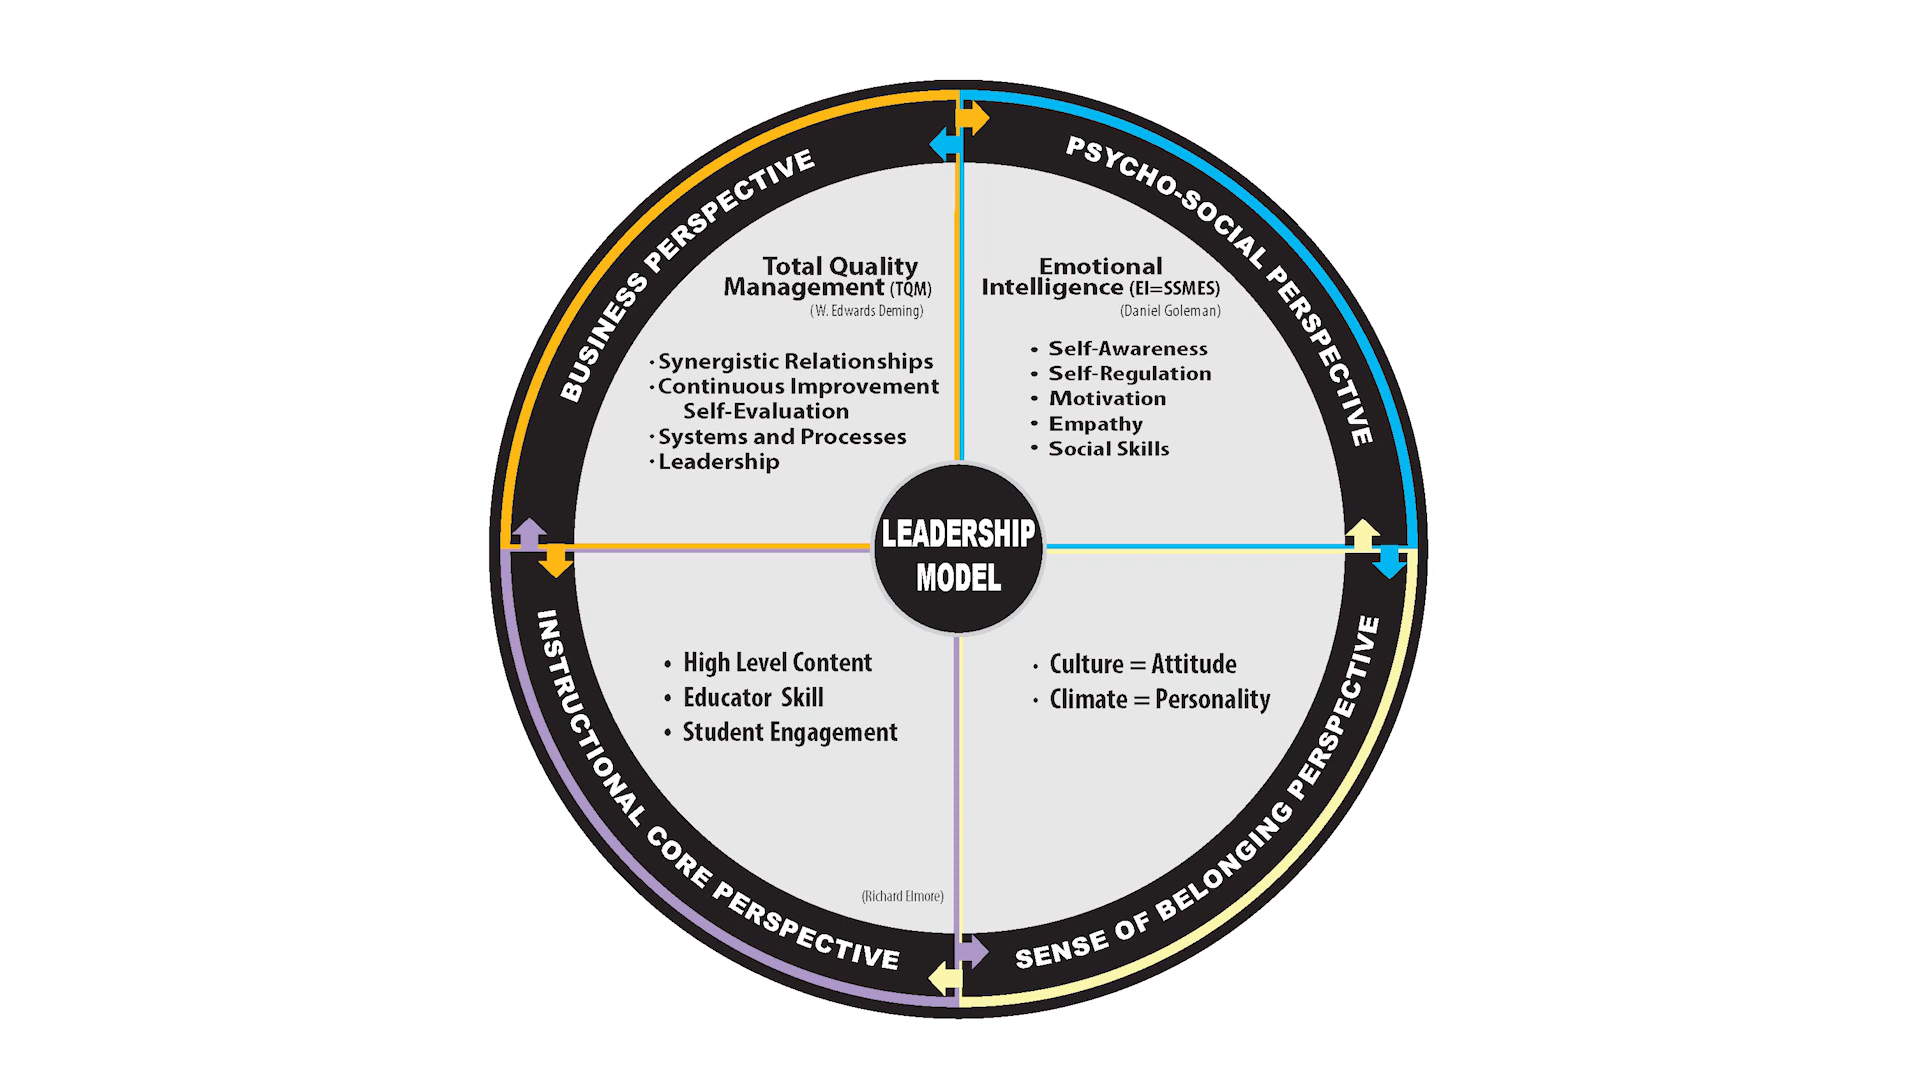 BUSINESS PERSPECTIVE
PSYCHO-SOCIAL PERSPECTIVE
Total Quality
Management (TQM)
(W. Edwards Deming)
· Synergistic Relationships
· Continuous Improvement
Self-Evaluation
· Systems and Processes
· Leadership
Emotional
Intelligence (EI=SSMES)
(Daniel Goleman)
• Self-Awareness
• Self-Regulation
• Motivation
• Empathy
• Social Skills
LEADERSHIP
MODEL
• High Level Content
• Educator Skill
• Student Engagement
(Richard Elmore)
· Culture = Attitude
· Climate = Personality
INSTRUCTIONAL CORE PERSPECTIVE
SENSE OF BELONGING PERSPECTIVE